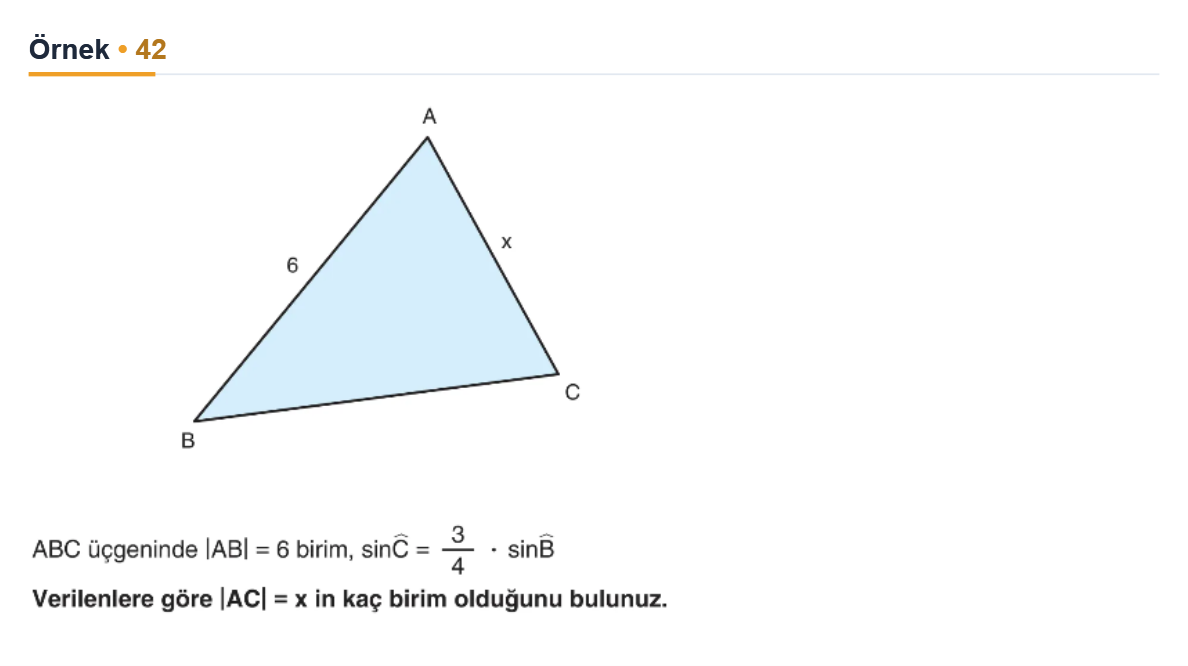 Örnek • 42
A
6
x
C
B
ABC üçgeninde |AB| = 6 birim, sinĈ = 3/4 · sinB̂
Verilenlere göre |AC| = x in kaç birim olduğunu bulunuz.